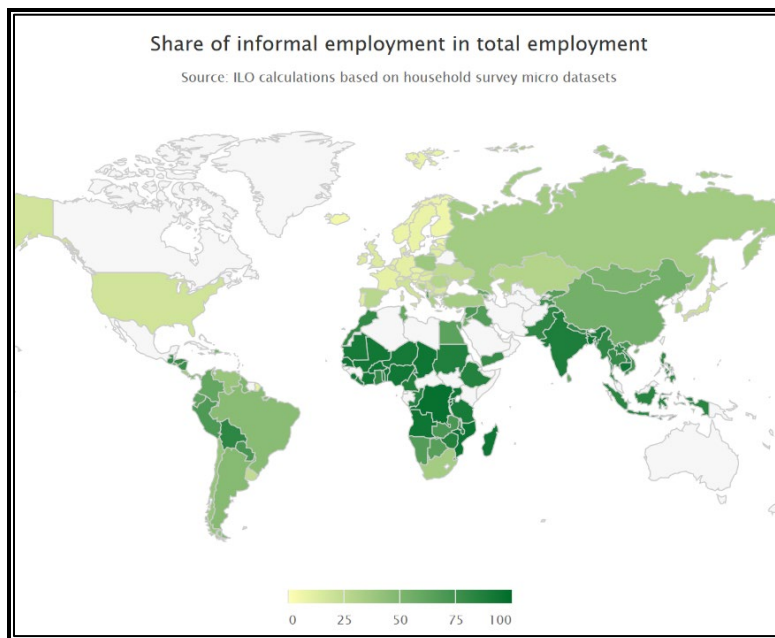 Share of informal employment in total employment
Source: ILO calculations based on household survey micro datasets
0 25 50 75 100